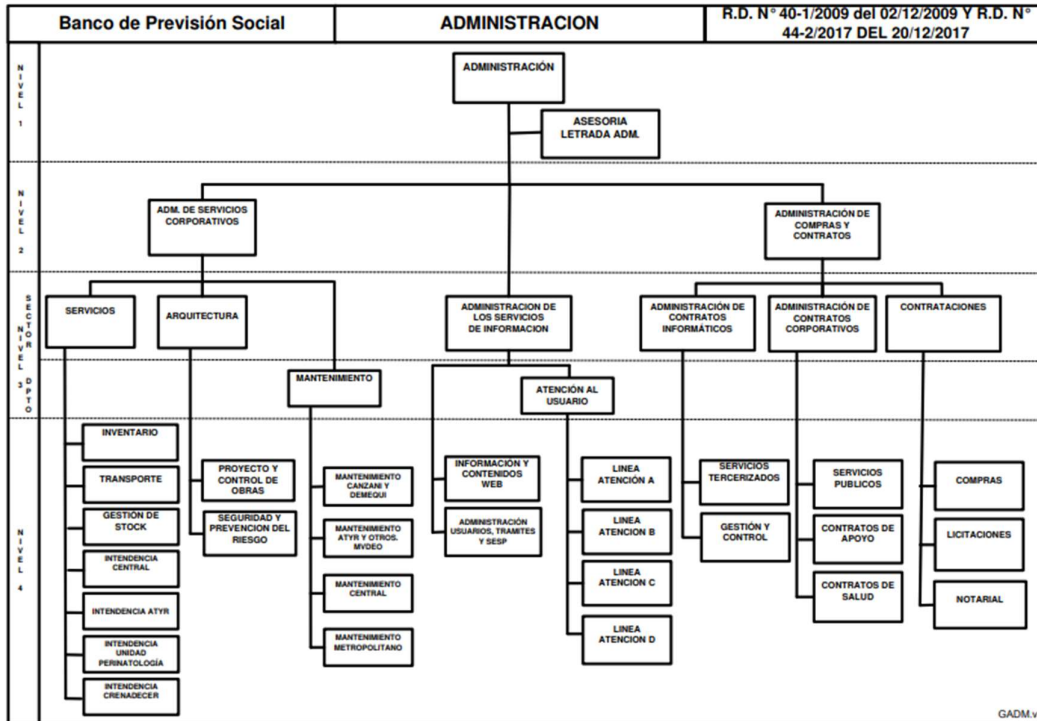 Banco de Previsión Social
ADMINISTRACION
R.D. N° 40-1/2009 del 02/12/2009 Y R.D. N°
44-2/2017 DEL 20/12/2017
NIVEL 1
ADMINISTRACIÓN
ASESORIA
LETRADA ADM.
NIVEL 2
ADM. DE SERVICIOS
CORPORATIVOS
ADMINISTRACIÓN DE
COMPRAS Y
CONTRATOS
SECTOR
NIVEL 3
DPTO
SERVICIOS
ARQUITECTURA
ADMINISTRACION DE
LOS SERVICIOS
DE INFORMACION
ADMINISTRACIÓN DE
CONTRATOS
INFORMÁTICOS
ADMINISTRACIÓN DE
CONTRATOS
CORPORATIVOS
CONTRATACIONES
MANTENIMIENTO
ATENCIÓN AL
USUARIO
NIVEL 4
INVENTARIO
TRANSPORTE
GESTIÓN DE
STOCK
INTENDENCIA
CENTRAL
INTENDENCIA ATYR
INTENDENCIA
UNIDAD
PERINATOLOGÍA
INTENDENCIA
CRENADECER
PROYECTO Y
CONTROL DE
OBRAS
SEGURIDAD Y
PREVENCION DEL
RIESGO
MANTENIMIENTO
CANZANI Y
DEMEQUI
MANTENIMIENTO
ATYR Y OTROS.
MVDEO
MANTENIMIENTO
CENTRAL
MANTENIMIENTO
METROPOLITANO
INFORMACIÓN Y
CONTENIDOS
WEB
ADMINISTRACIÓN
USUARIOS, TRAMITES
Y SESP
LINEA
ATENCIÓN A
LINEA
ATENCION B
LINEA
ATENCION C
LINEA
ATENCION D
SERVICIOS
TERCERIZADOS
GESTIÓN Y
CONTROL
SERVICIOS
PUBLICOS
CONTRATOS DE
APOYO
CONTRATOS DE
SALUD
COMPRAS
LICITACIONES
NOTARIAL